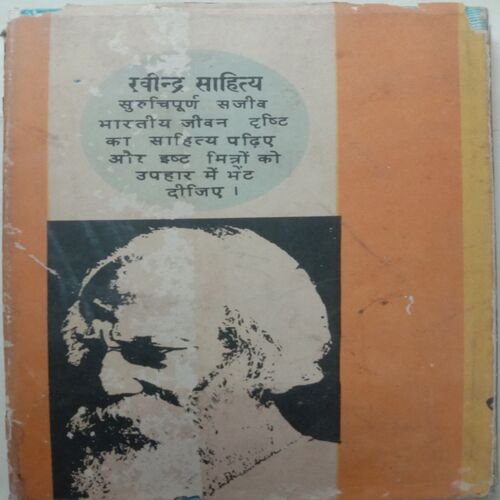 रवीन्द्र साहित्य
सुरुचिपूर्ण सजीव
भारतीय जीवन दृष्टि
का साहित्य पढ़िए
और इष्ट मित्रों को
उपहार में भेंट
दीजिए ।